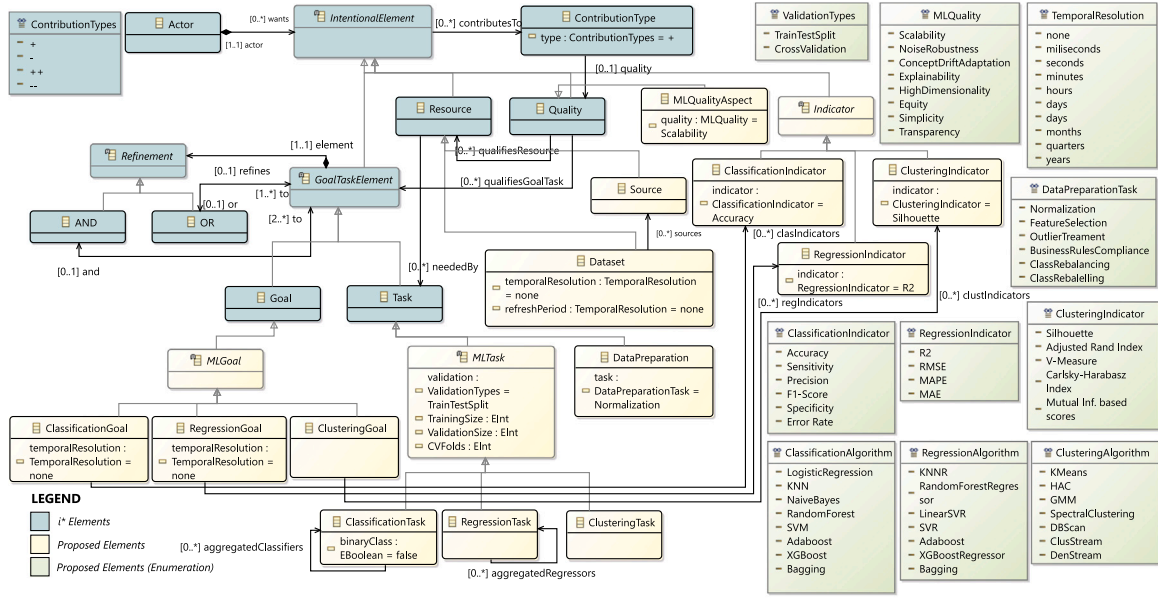 ContributionTypes
+
-
++
--
Actor
[0..*] wants
[1..1] actor
IntentionalElement
[0..*] contributesTo
ContributionType
type : ContributionTypes = +
[0..1] quality
ValidationTypes
TrainTestSplit
CrossValidation
MLQuality
Scalability
NoiseRobustness
ConceptDriftAdaptation
Explainability
HighDimensionality
Equity
Simplicity
Transparency
TemporalResolution
none
miliseconds
seconds
minutes
hours
days
days
months
quarters
years
Resource
Quality
MLQualityAspect
quality : MLQuality =
Scalability
Indicator
Refinement
[1..1] element
[0..*] qualifiesResource
[0..1] refines
GoalTaskElement
[0..*] qualifiesGoalTask
[1..*] to
[0..1] or
[2..*] to
AND
OR
[0..1] and
Source
[0..*] sources
ClassificationIndicator
indicator :
ClassificationIndicator =
Accuracy
ClusteringIndicator
indicator :
ClusteringIndicator =
Silhouette
[0..*] clasIndicators
DataPreparationTask
Normalization
FeatureSelection
OutlierTreament
BusinessRulesCompliance
ClassRebalancing
ClassRebalelling
[0..*] neededBy
Dataset
temporalResolution : TemporalResolution
= none
refreshPeriod : TemporalResolution = none
RegressionIndicator
indicator :
RegressionIndicator = R2
[0..*] regIndicators
[0..*] clustIndicators
Goal
Task
MLGoal
MLTask
validation :
ValidationTypes =
TrainTestSplit
TrainingSize : EInt
ValidationSize : EInt
CVFolds : EInt
DataPreparation
task :
DataPreparationTask =
Normalization
ClassificationIndicator
Accuracy
Sensitivity
Precision
F1-Score
Specificity
Error Rate
RegressionIndicator
R2
RMSE
MAPE
MAE
ClusteringIndicator
Silhouette
Adjusted Rand Index
V-Measure
Carlsky-Harabasz
Index
Mutual Inf. based
scores
ClassificationGoal
temporalResolution :
TemporalResolution =
none
RegressionGoal
temporalResolution :
TemporalResolution =
none
ClusteringGoal
ClassificationAlgorithm
LogisticRegression
KNN
NaiveBayes
RandomForest
SVM
Adaboost
XGBoost
Bagging
RegressionAlgorithm
KNNR
RandomForestRegres
sor
LinearSVR
SVR
Adaboost
XGBoostRegressor
Bagging
ClusteringAlgorithm
KMeans
HAC
GMM
SpectralClustering
DBScan
ClusStream
DenStream
LEGEND
i* Elements
Proposed Elements
Proposed Elements (Enumeration)
[0..*] aggregatedClassifiers
ClassificationTask
binaryClass :
EBoolean = false
RegressionTask
[0..*] aggregatedRegressors
ClusteringTask